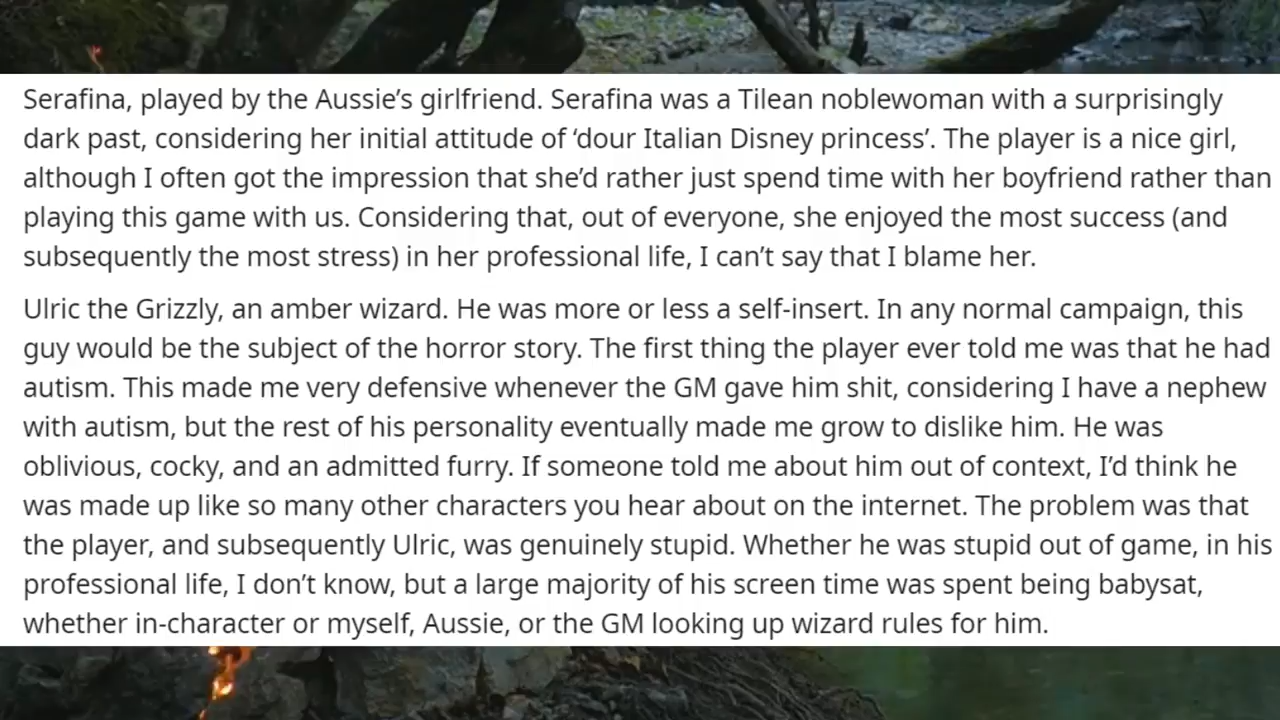 Serafina, played by the Aussie’s girlfriend. Serafina was a Tilean noblewoman with a surprisingly
dark past, considering her initial attitude of ‘dour Italian Disney princess’. The player is a nice girl,
although I often got the impression that she’d rather just spend time with her boyfriend rather than
playing this game with us. Considering that, out of everyone, she enjoyed the most success (and
subsequently the most stress) in her professional life, I can’t say that I blame her.
Ulric the Grizzly, an amber wizard. He was more or less a self-insert. In any normal campaign, this
guy would be the subject of the horror story. The first thing the player ever told me was that he had
autism. This made me very defensive whenever the GM gave him shit, considering I have a nephew
with autism, but the rest of his personality eventually made me grow to dislike him. He was
oblivious, cocky, and an admitted furry. If someone told me about him out of context, I’d think he
was made up like so many other characters you hear about on the internet. The problem was that
the player, and subsequently Ulric, was genuinely stupid. Whether he was stupid out of game, in his
professional life, I don’t know, but a large majority of his screen time was spent being babysat,
whether in-character or myself, Aussie, or the GM looking up wizard rules for him.